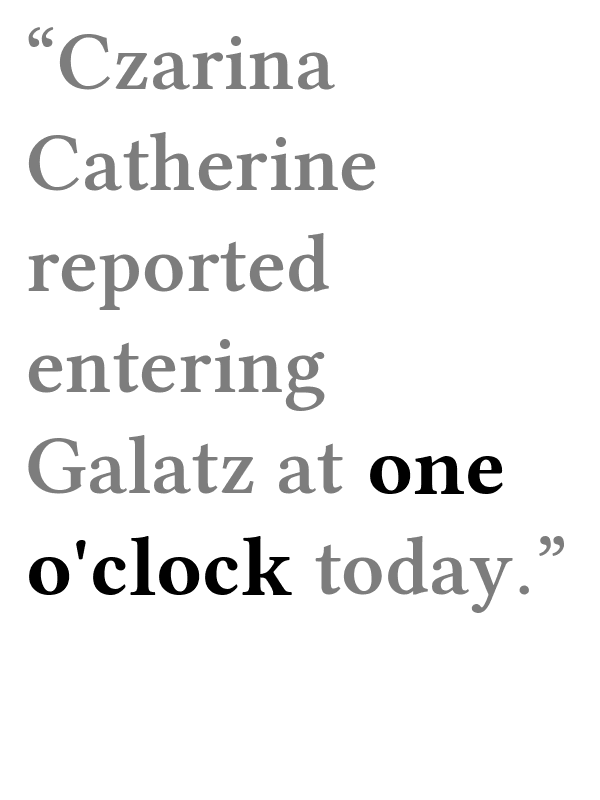 “Czarina
Catherine
reported
entering
Galatz at one
o'clock today.”